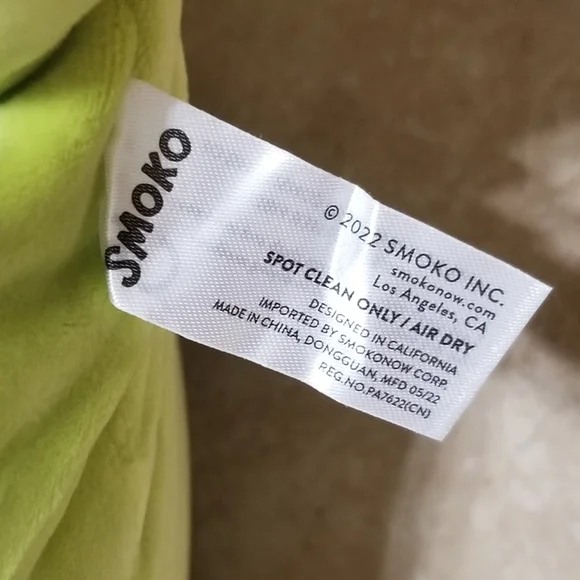 SMOKO
© 2022 SMOKO INC.
smokonow.com
Los Angeles, CA
SPOT CLEAN ONLY / AIR DRY
DESIGNED IN CALIFORNIA
IMPORTED BY SMOKONOW CORP.
MADE IN CHINA, DONGGUAN, MFD 05/22
REG.NO.PA7622(CN)